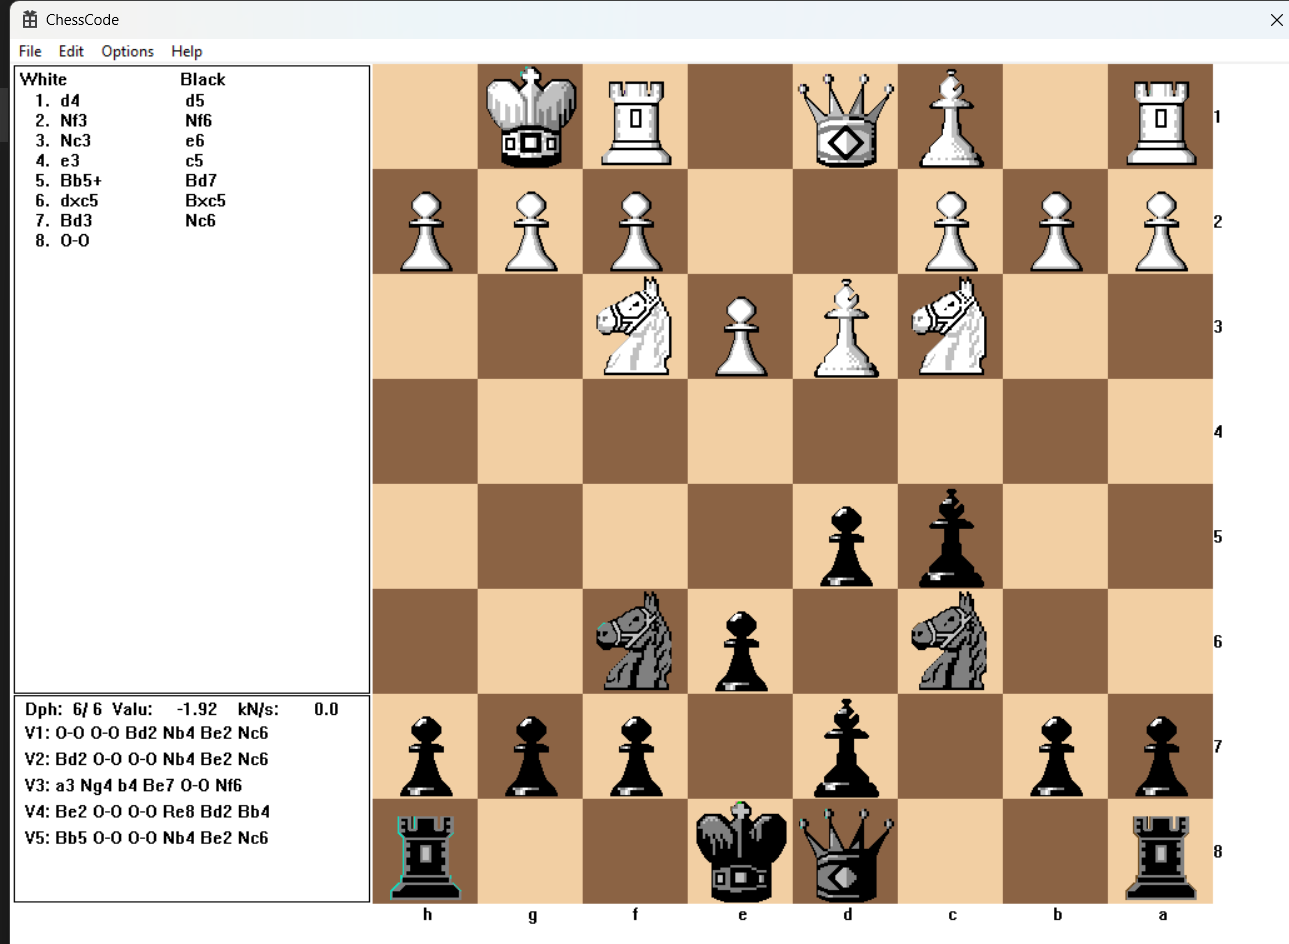 ChessCode
File Edit Options Help
White Black
1. d4 d5
2. Nf3 Nf6
3. Nc3 e6
4. e3 c5
5. Bb5+ Bd7
6. dxc5 Bxc5
7. Bd3 Nc6
8. O-O
Dph: 6/ 6 Valu: -1.92 kN/s: 0.0
V1: O-O O-O Bd2 Nb4 Be2 Nc6
V2: Bd2 O-O O-O Nb4 Be2 Nc6
V3: a3 Ng4 b4 Be7 O-O Nf6
V4: Be2 O-O O-O Re8 Bd2 Bb4
V5: Bb5 O-O O-O Nb4 Be2 Nc6
1
2
3
4
5
6
7
8
h g f e d c b a